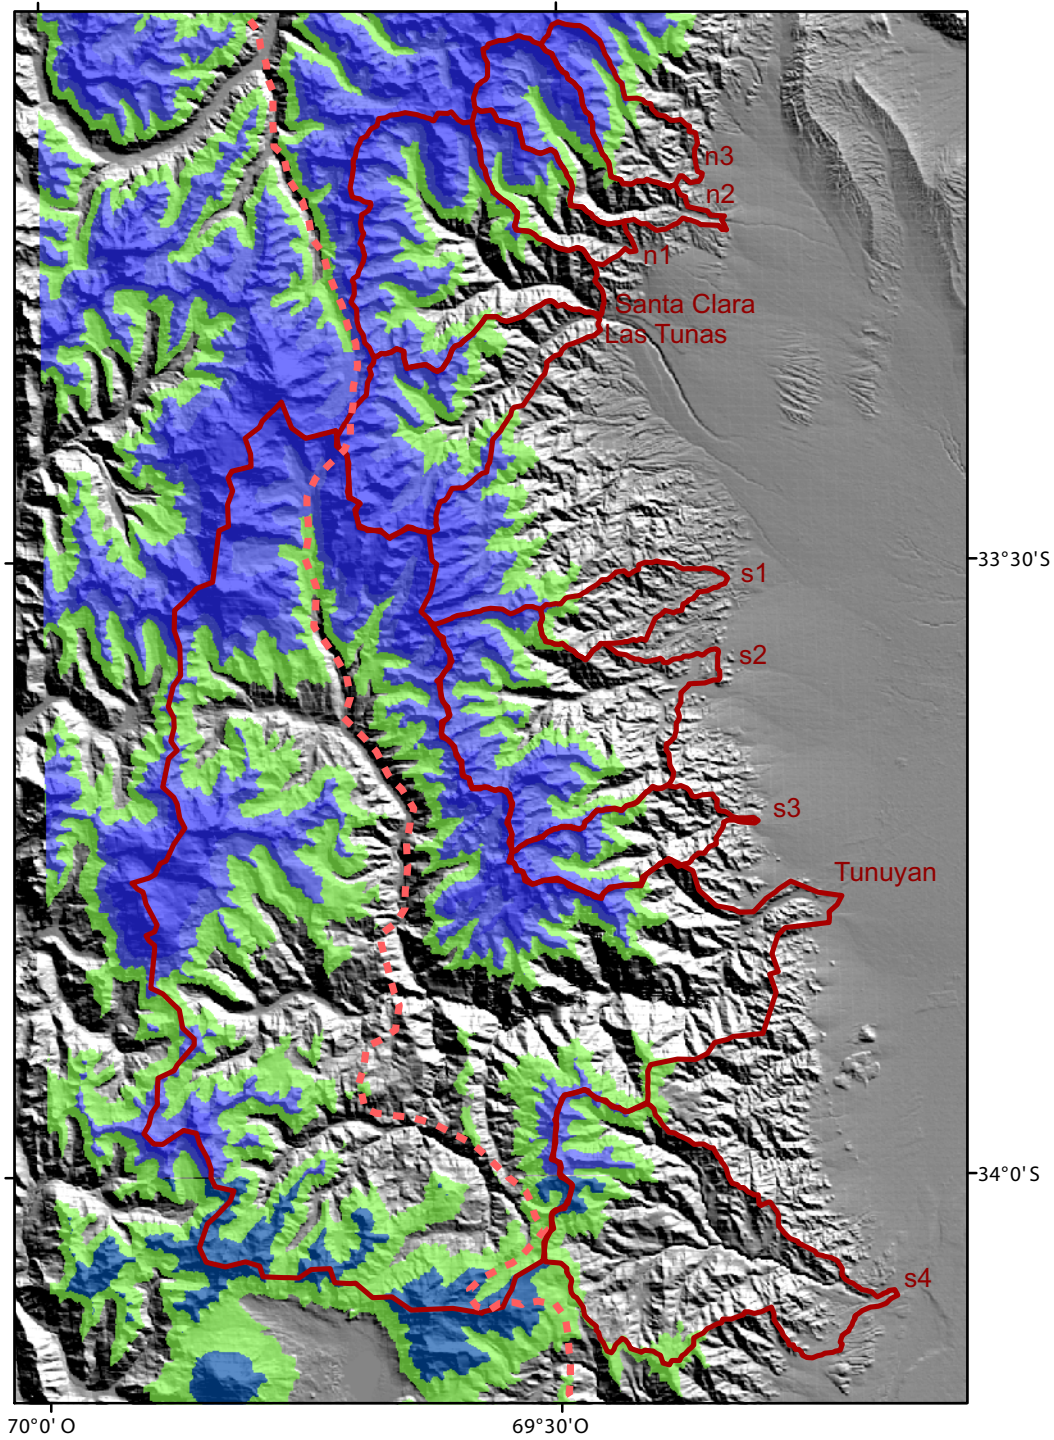 n3
n2
n1
Santa Clara
Las Tunas
33°30'S
s1
s2
s3
Tunuyan
34°0'S
s4
70°0' O
69°30'O